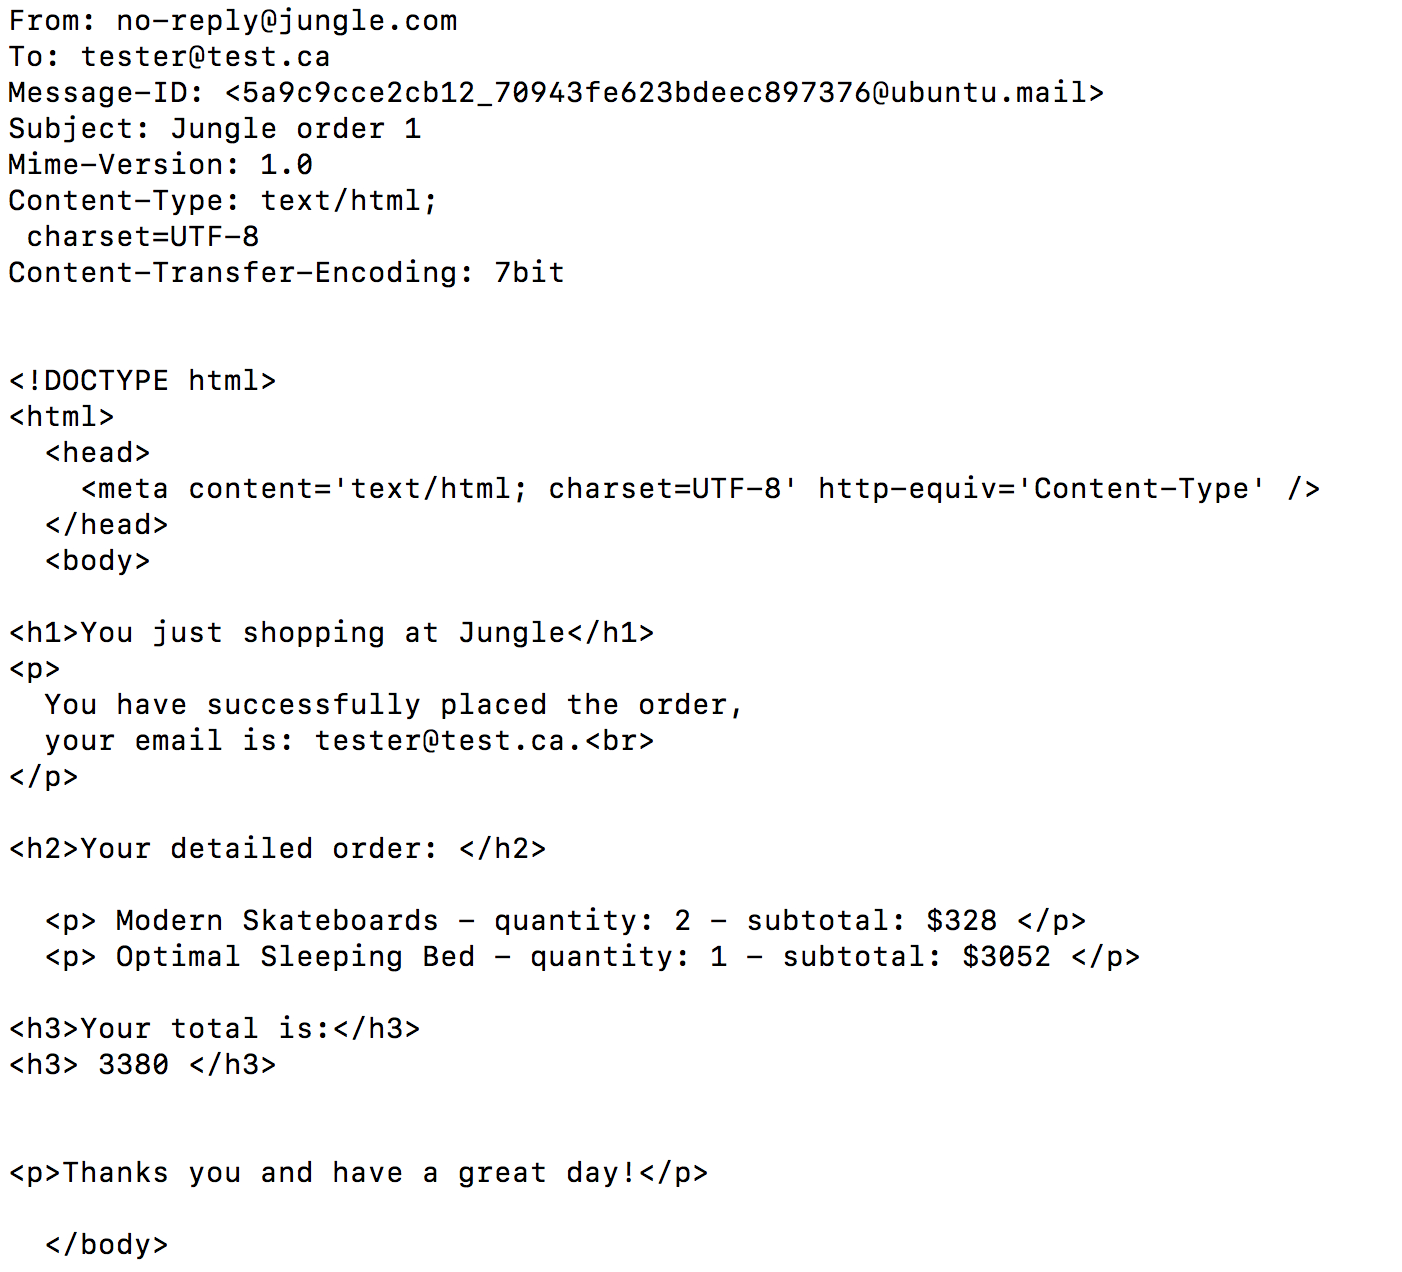 From: no-reply@jungle.com
To: tester@test.ca
Message-ID: <5a9c9cce2cb12_70943fe623bdeec897376@ubuntu.mail>
Subject: Jungle order 1
Mime-Version: 1.0
Content-Type: text/html;
 charset=UTF-8
Content-Transfer-Encoding: 7bit
<!DOCTYPE html>
<html>
  <head>
    <meta content='text/html; charset=UTF-8' http-equiv='Content-Type' />
  </head>
  <body>
<h1>You just shopping at Jungle</h1>
<p>
  You have successfully placed the order,
  your email is: tester@test.ca.<br>
</p>
<h2>Your detailed order: </h2>
  <p> Modern Skateboards - quantity: 2 - subtotal: $328 </p>
  <p> Optimal Sleeping Bed - quantity: 1 - subtotal: $3052 </p>
<h3>Your total is:</h3>
<h3> 3380 </h3>
<p>Thanks you and have a great day!</p>
  </body>